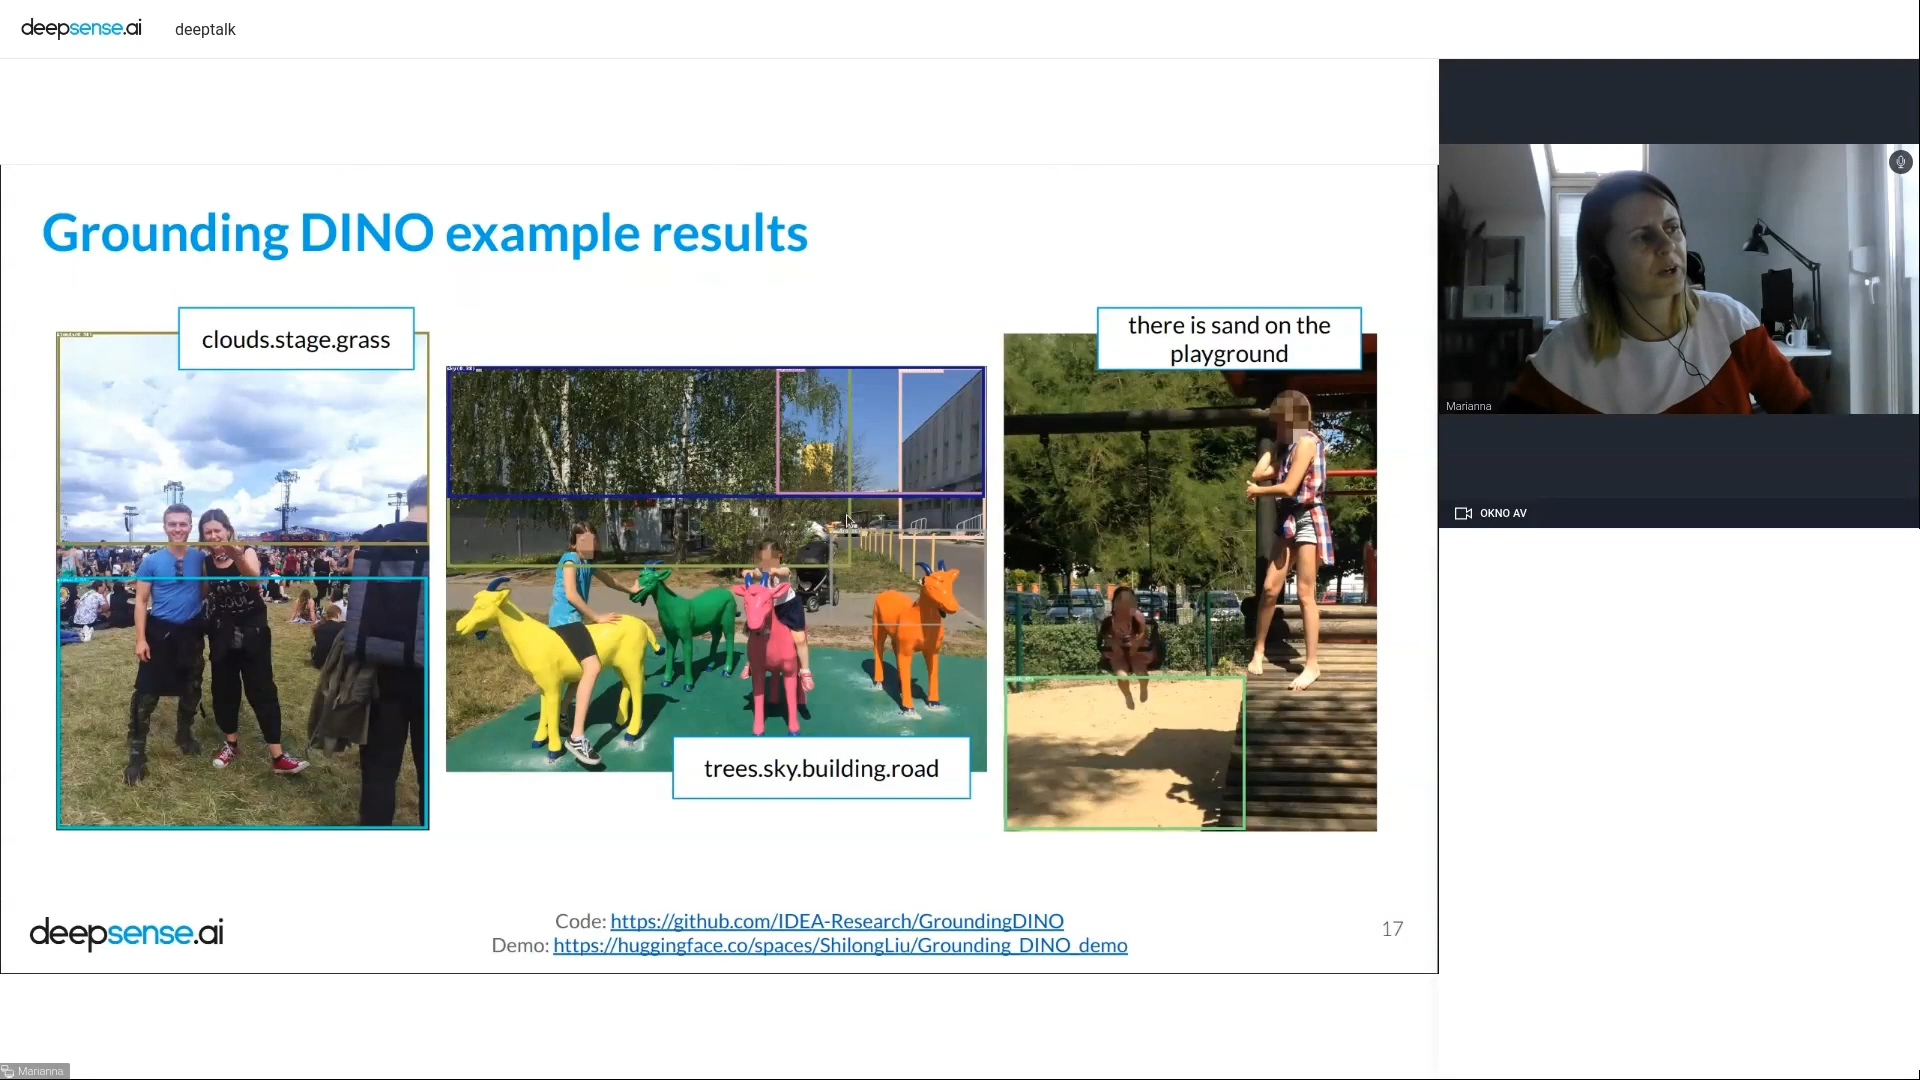 deepsense.ai
deeptalk
Grounding DINO example results
clouds.stage.grass
there is sand on the
playground
trees.sky.building.road
Marianna
OKNO AV
deepsense.ai
Code: https://github.com/IDEA-Research/GroundingDINO
Demo: https://huggingface.co/spaces/ShilongLiu/Grounding_DINO_demo
17
Marianna